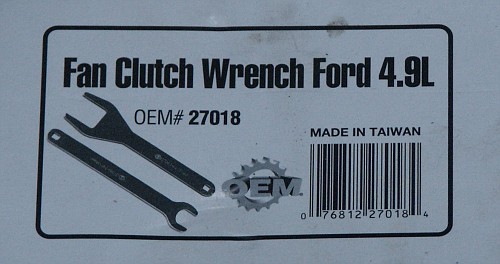 Fan Clutch Wrench Ford 4.9L
OEM# 27018
MADE IN TAIWAN
OEM
0 76812 27018 4